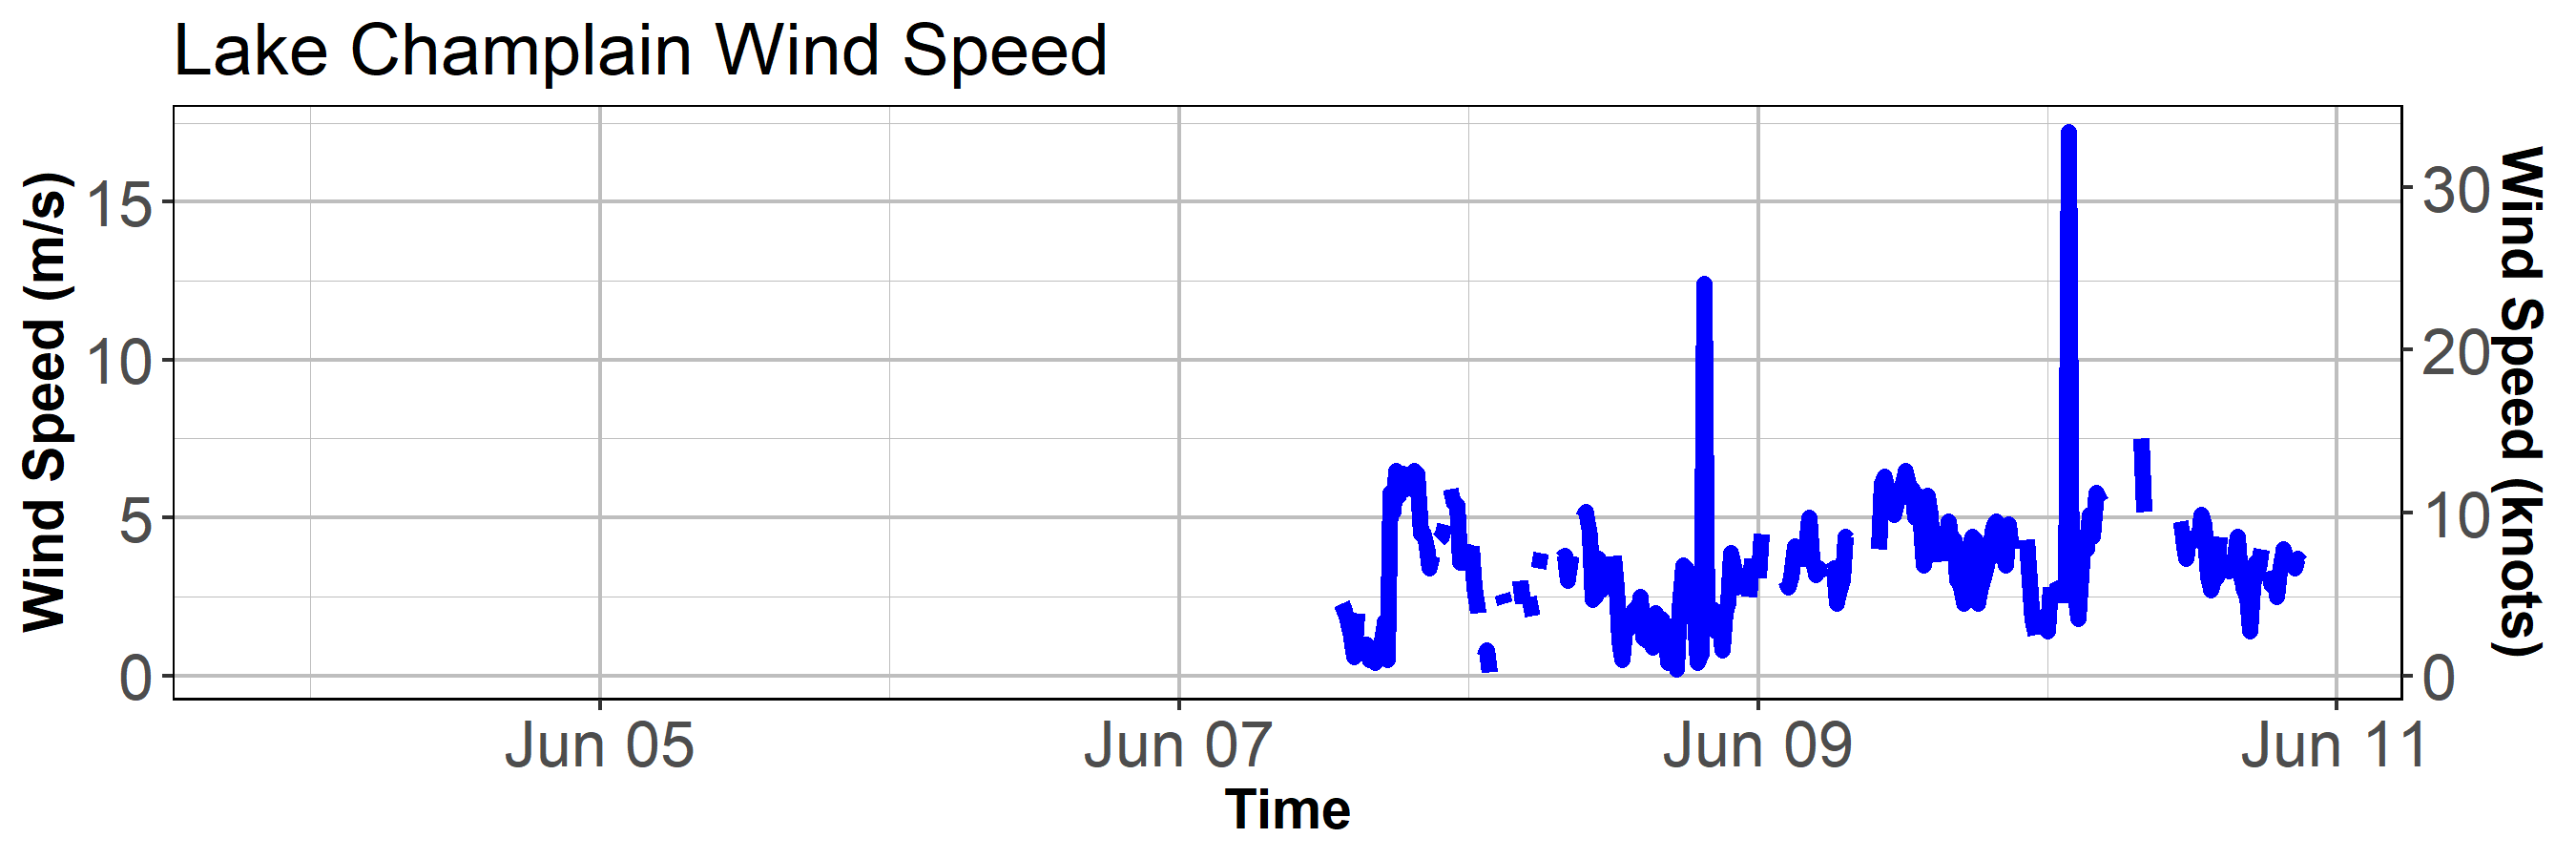 Lake Champlain Wind Speed
Wind Speed (m/s)
15
10
5
0
30
20
10
0
Wind Speed (knots)
Jun 05 Jun 07 Jun 09 Jun 11
Time